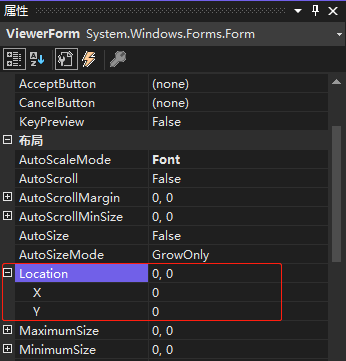 属性
ViewerForm System.Windows.Forms.Form
AcceptButton (none)
CancelButton (none)
KeyPreview False
布局
AutoScaleMode Font
AutoScroll False
AutoScrollMargin 0, 0
AutoScrollMinSize 0, 0
AutoSize False
AutoSizeMode GrowOnly
Location 0, 0
X 0
Y 0
MaximumSize 0, 0
MinimumSize 0, 0